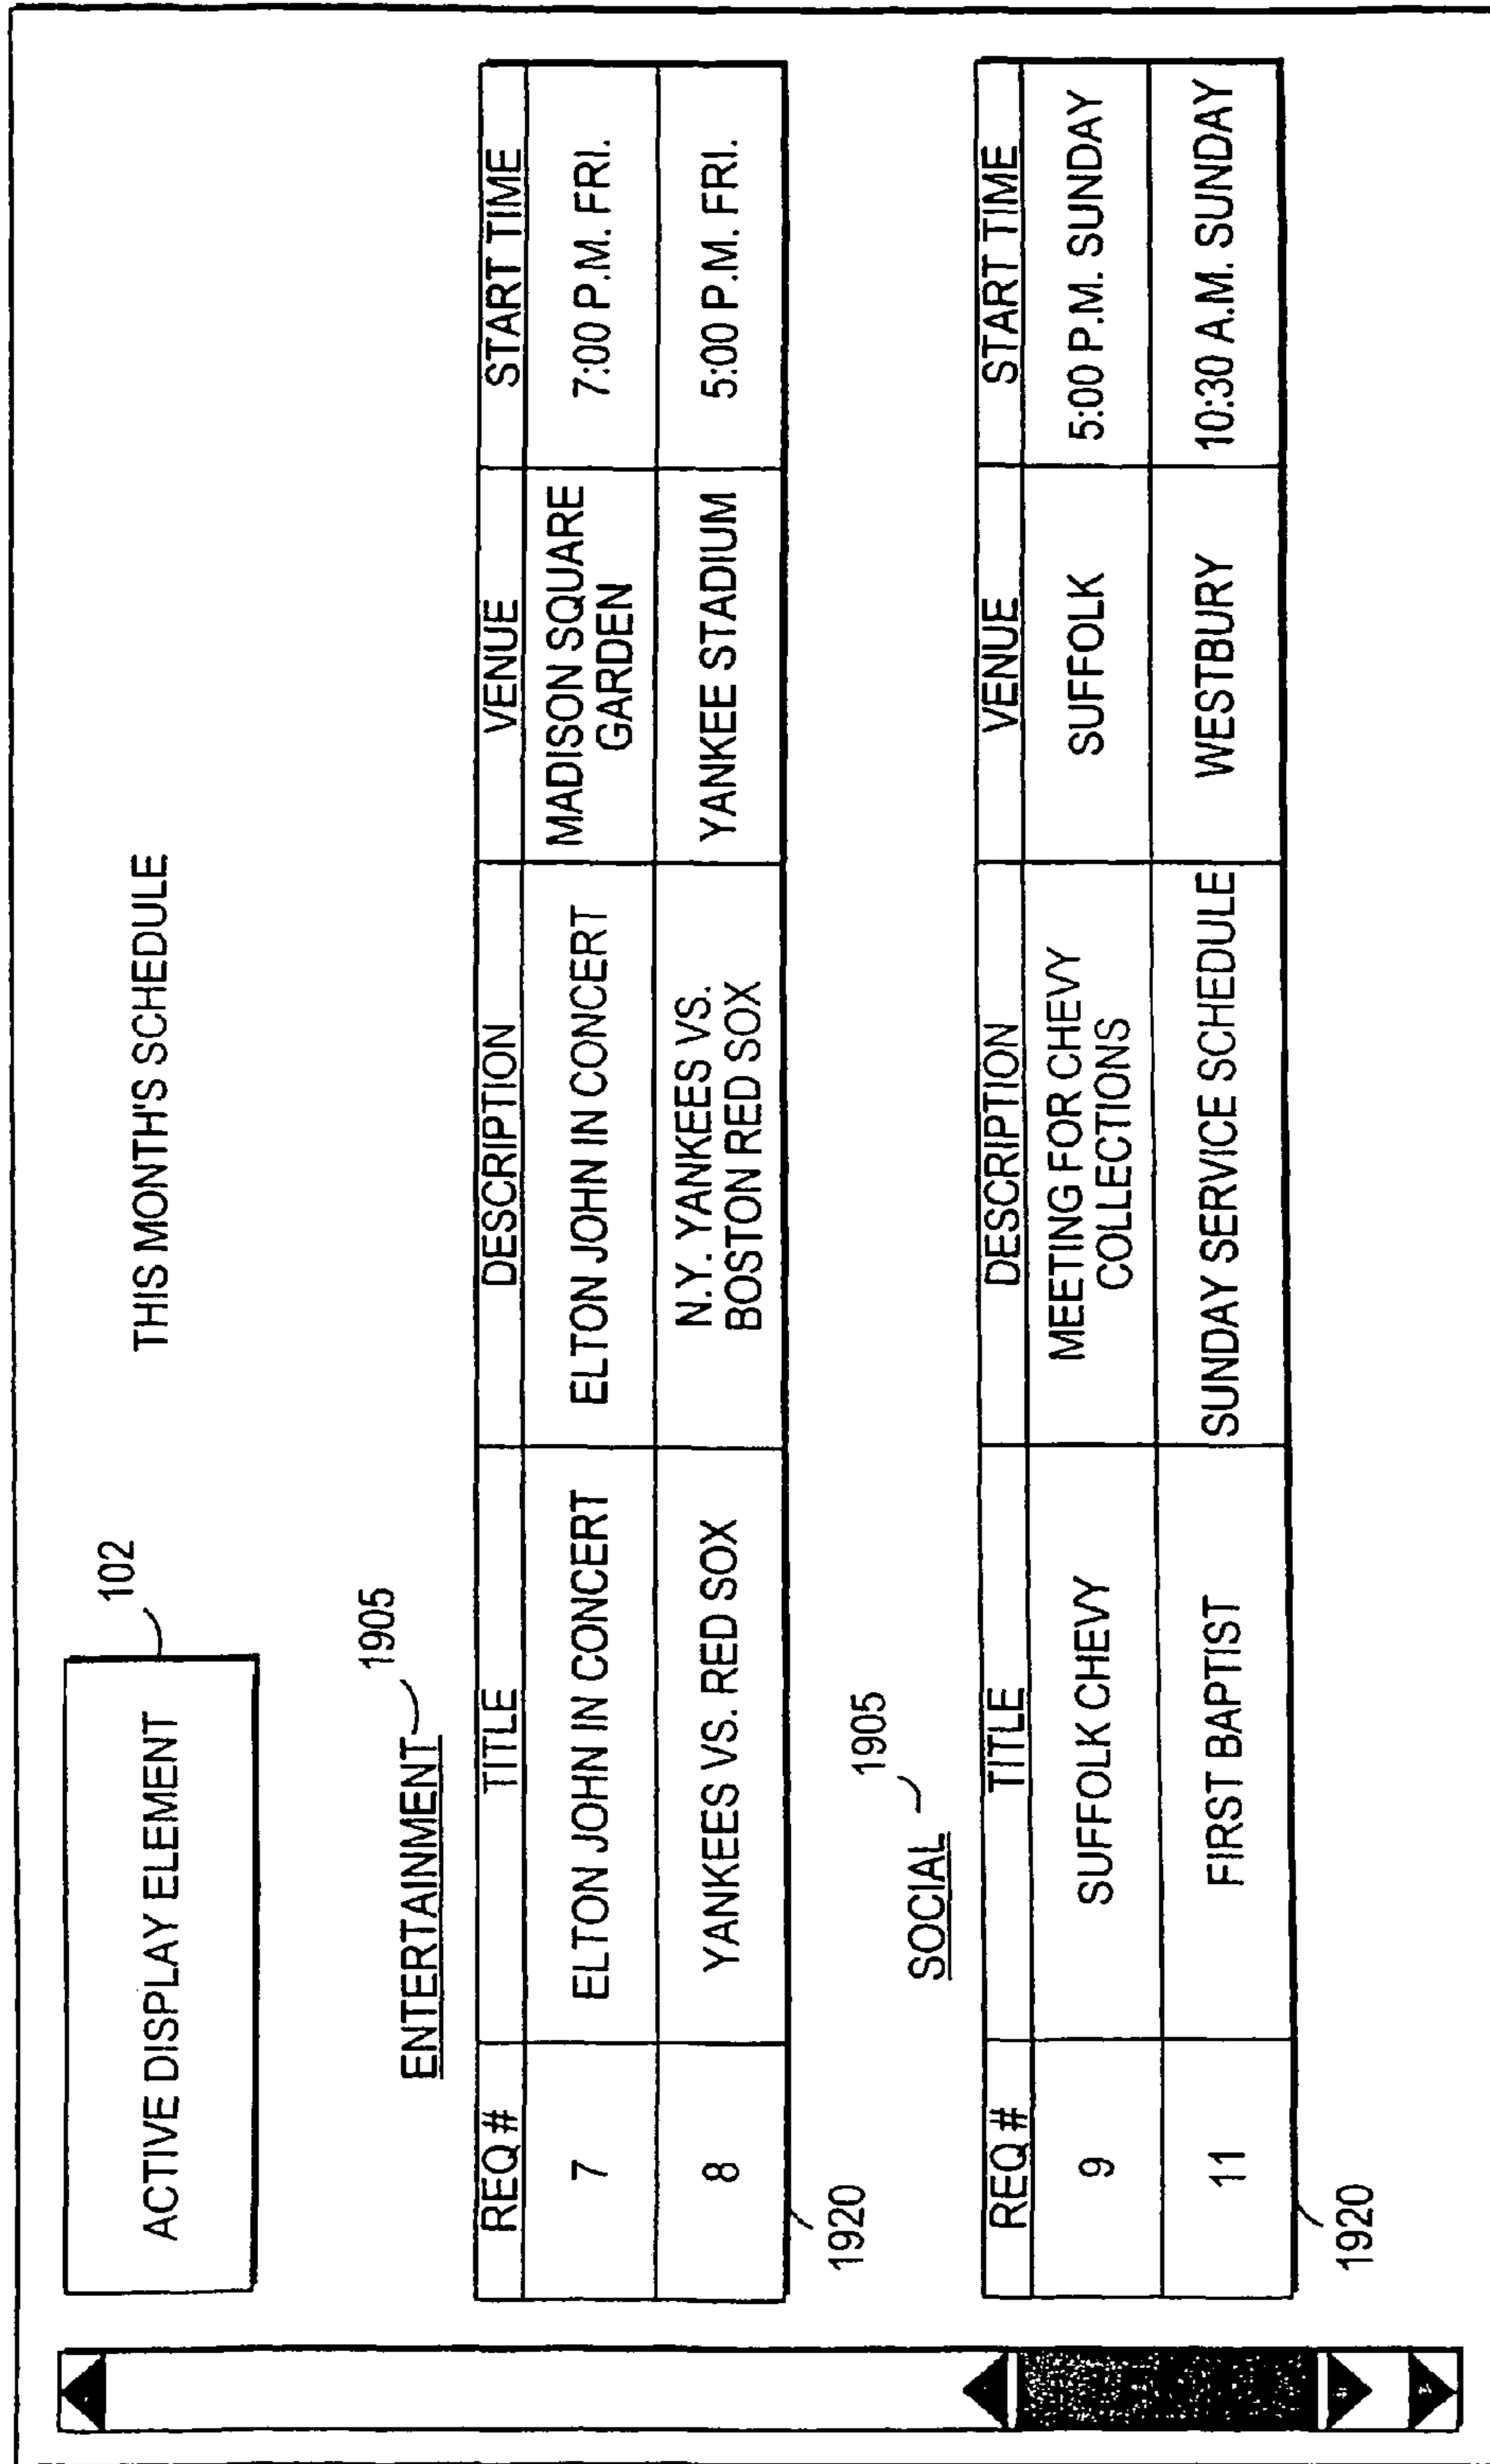 THIS MONTH'S SCHEDULE
ACTIVE DISPLAY ELEMENT
102
ENTERTAINMENT
1905
REQ # TITLE DESCRIPTION VENUE START TIME
7 ELTON JOHN IN CONCERT ELTON JOHN IN CONCERT MADISON SQUARE GARDEN 7:00 P.M. FRI.
8 YANKEES VS. RED SOX N.Y. YANKEES VS. BOSTON RED SOX YANKEE STADIUM 5:00 P.M. FRI.
1920
SOCIAL
1905
REQ # TITLE DESCRIPTION VENUE START TIME
9 SUFFOLK CHEVY MEETING FOR CHEVY COLLECTIONS SUFFOLK 5:00 P.M. SUNDAY
11 FIRST BAPTIST SUNDAY SERVICE SCHEDULE WESTBURY 10:30 A.M. SUNDAY
1920